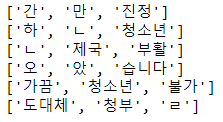 ['간', '만', '진정']
['하', 'ㄴ', '청소년']
['ㄴ', '제국', '부활']
['오', '았', '습니다']
['가끔', '청소년', '불가']
['도대체', '청부', 'ㄹ']